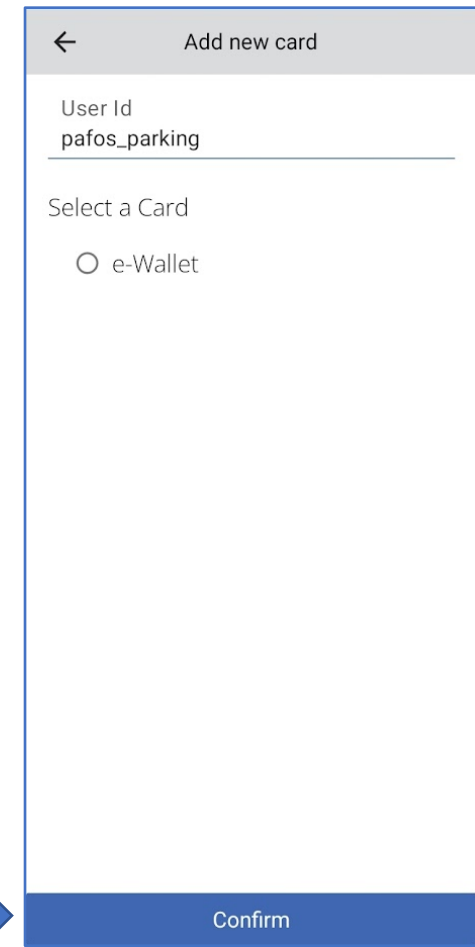 Add new card
User Id
pafos_parking
Select a Card
e-Wallet
Confirm